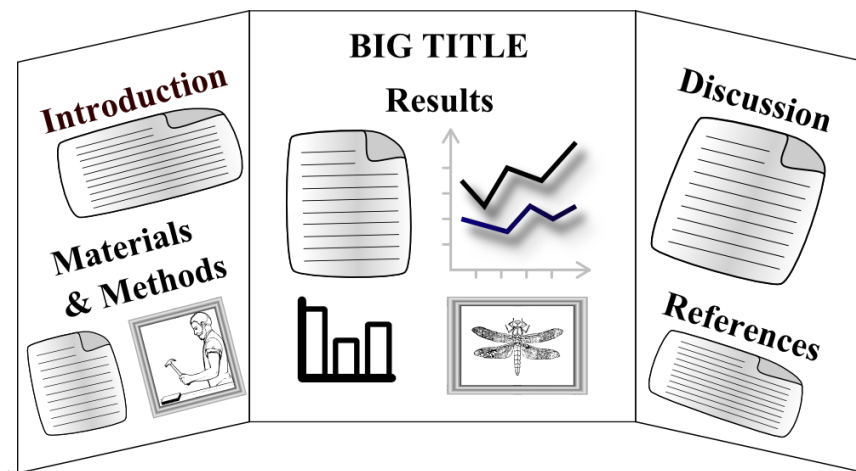 BIG TITLE
Introduction
Materials
& Methods
Results
Discussion
References